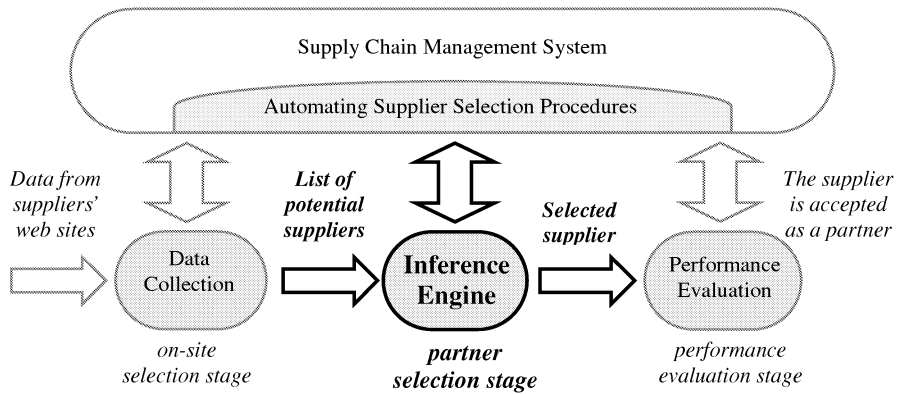 Supply Chain Management System
Automating Supplier Selection Procedures
Data from
suppliers'
web sites
List of
potential
suppliers
Selected
supplier
The supplier
is accepted
as a partner
Data
Collection
Inference
Engine
Performance
Evaluation
on-site
selection stage
partner
selection stage
performance
evaluation stage